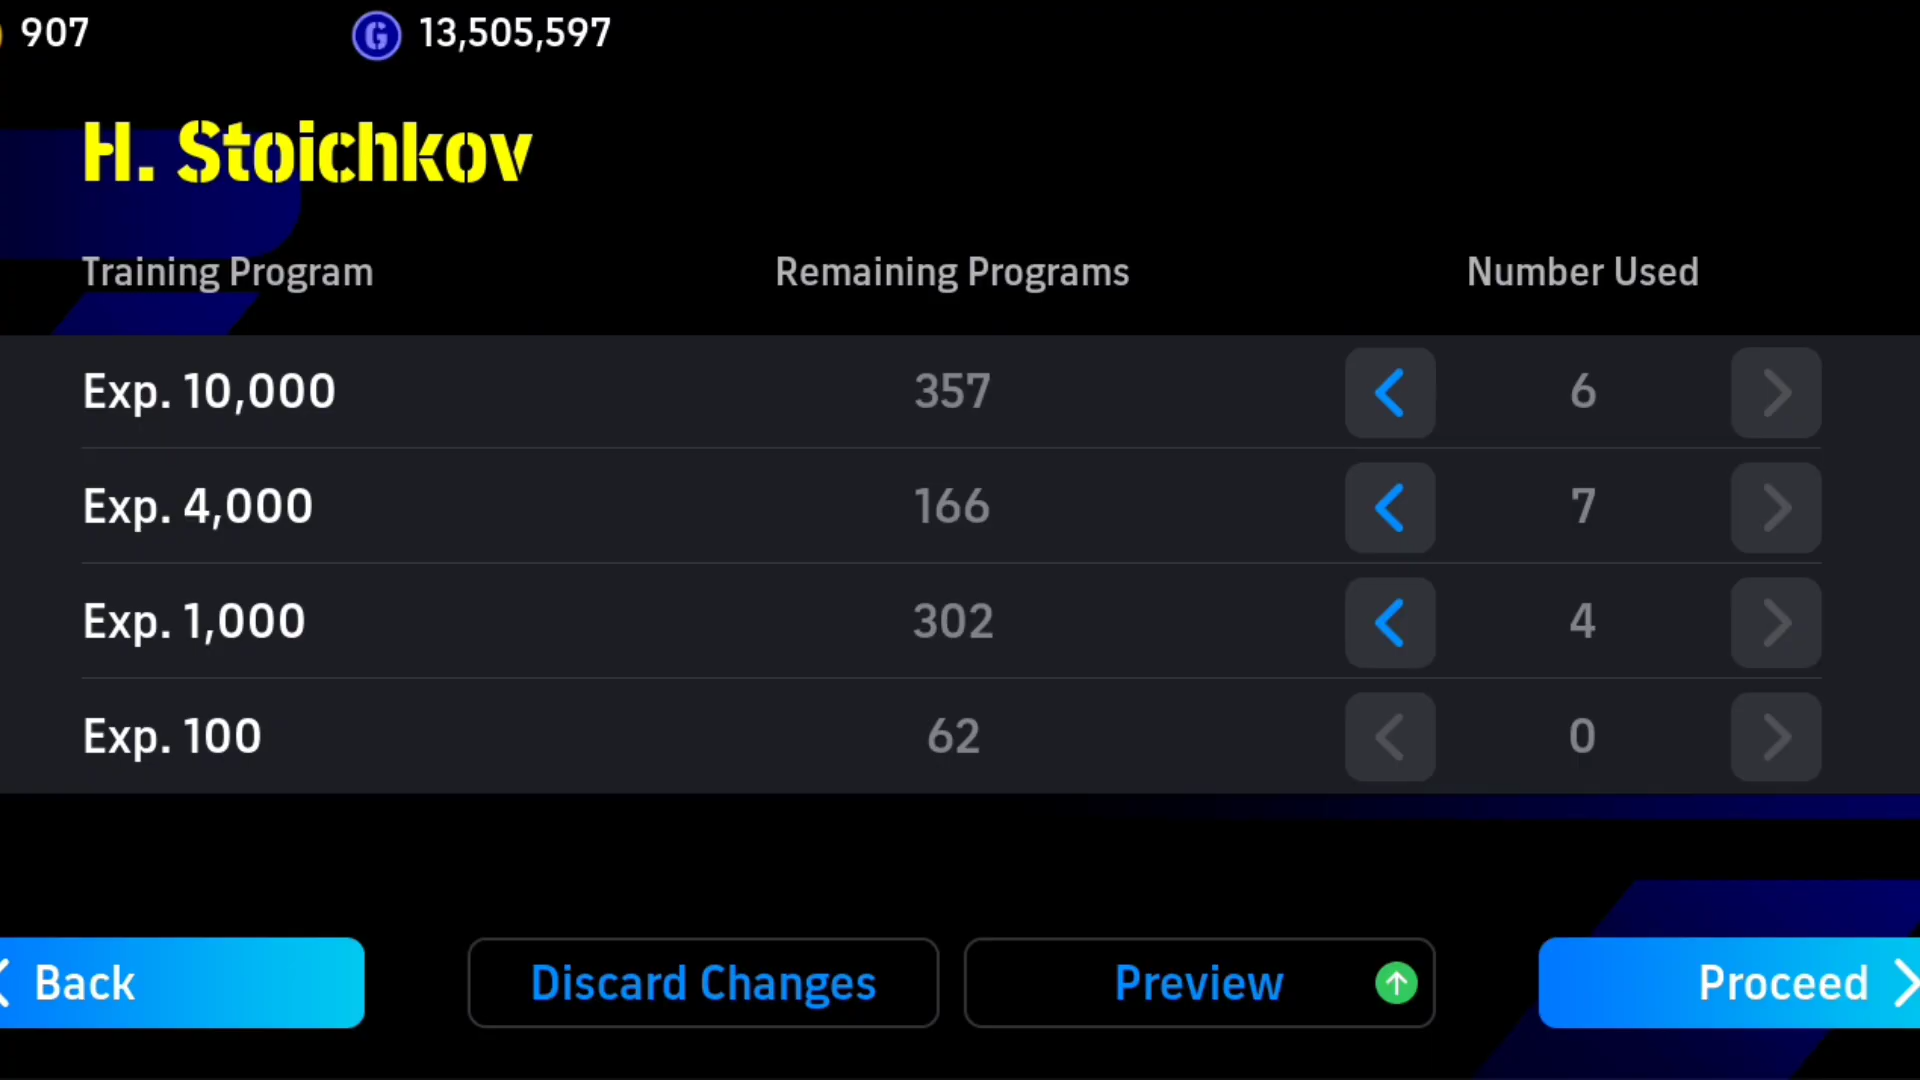 907 G 13,505,597
H. Stoichkov
Training Program Remaining Programs Number Used
Exp. 10,000 357 6
Exp. 4,000 166 7
Exp. 1,000 302 4
Exp. 100 62 0
Back Discard Changes Preview Proceed